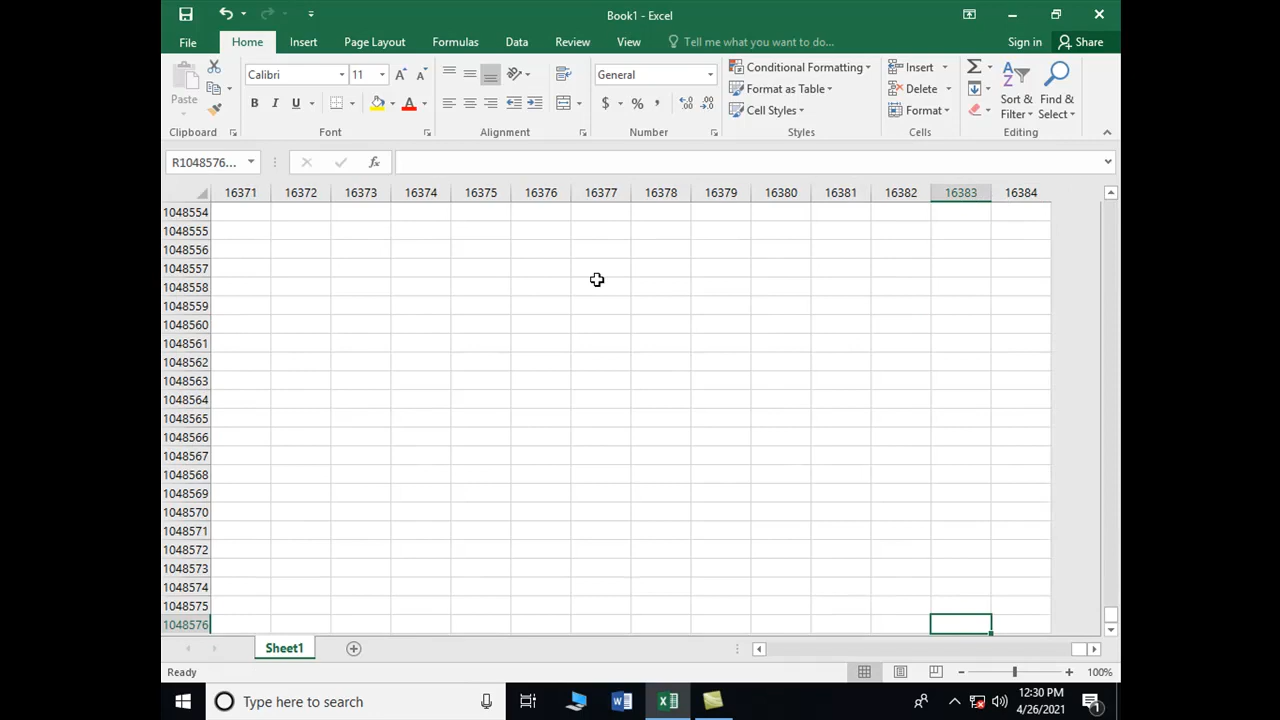 Book1 - Excel
File Home Insert Page Layout Formulas Data Review View Tell me what you want to do... Sign in Share
Paste Calibri 11 General Conditional Formatting Insert
B I U $ % , Format as Table Delete Sort & Find &
Cell Styles Format Filter Select
Clipboard Font Alignment Number Styles Cells Editing
R1048576... fx
16371 16372 16373 16374 16375 16376 16377 16378 16379 16380 16381 16382 16383 16384
1048554
1048555
1048556
1048557
1048558
1048559
1048560
1048561
1048562
1048563
1048564
1048565
1048566
1048567
1048568
1048569
1048570
1048571
1048572
1048573
1048574
1048575
1048576
Sheet1
Ready 100%
Type here to search 12:30 PM
4/26/2021 1